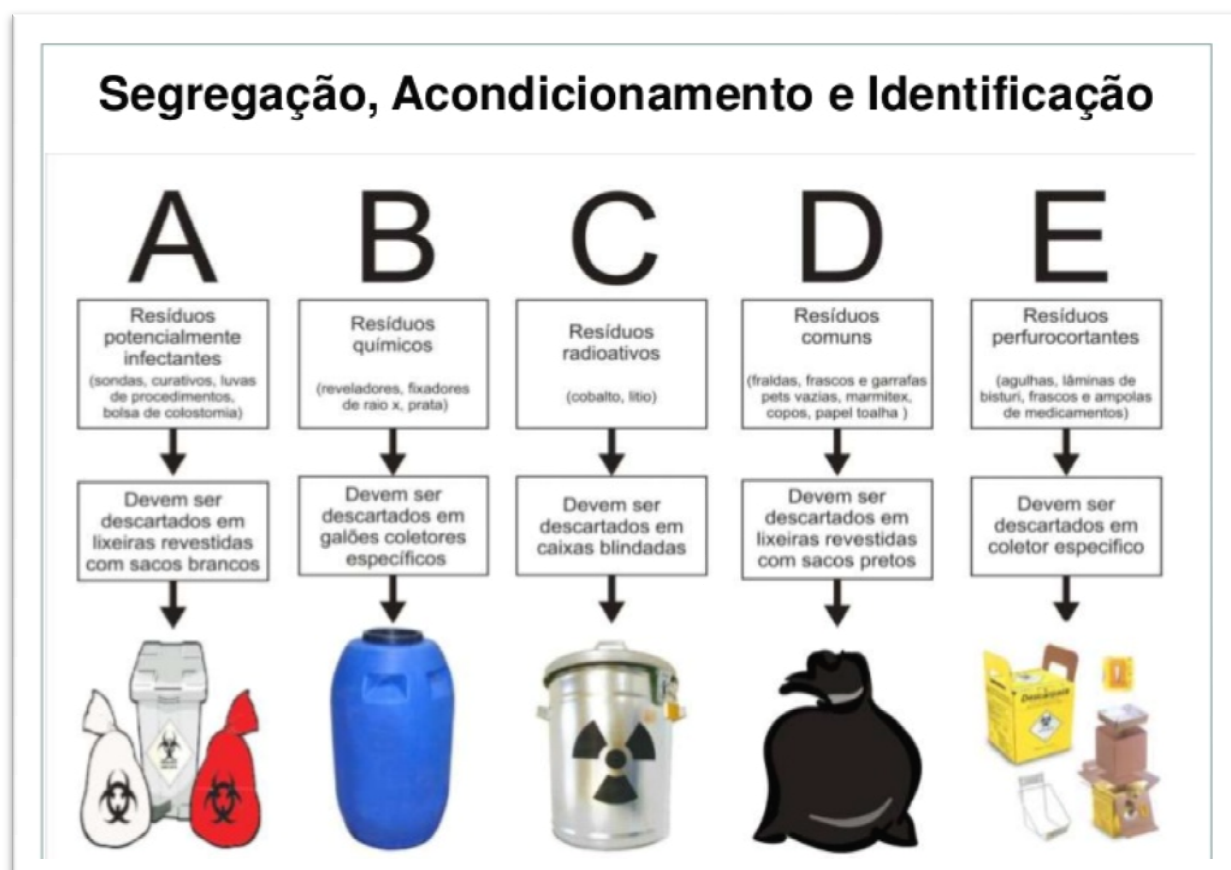 Segregação, Acondicionamento e Identificação
A
Resíduos
potencialmente
infectantes
(sondas, curativos, luvas
de procedimentos,
bolsa de colostomia)
Devem ser
descartados em
lixeiras revestidas
com sacos brancos
B
Resíduos
químicos
(reveladores, fixadores
de raio x, prata)
Devem ser
descartados em
galões coletores
específicos
C
Resíduos
radioativos
(cobalto, lítio)
Devem ser
descartados em
caixas blindadas
D
Resíduos
comuns
(fraldas, frascos e garrafas
pets vazias, marmitex,
copos, papel toalha )
Devem ser
descartados em
lixeiras revestidas
com sacos pretos
E
Resíduos
perfurocortantes
(agulhas, lâminas de
bisturi, frascos e ampolas
de medicamentos)
Devem ser
descartados em
coletor especifico